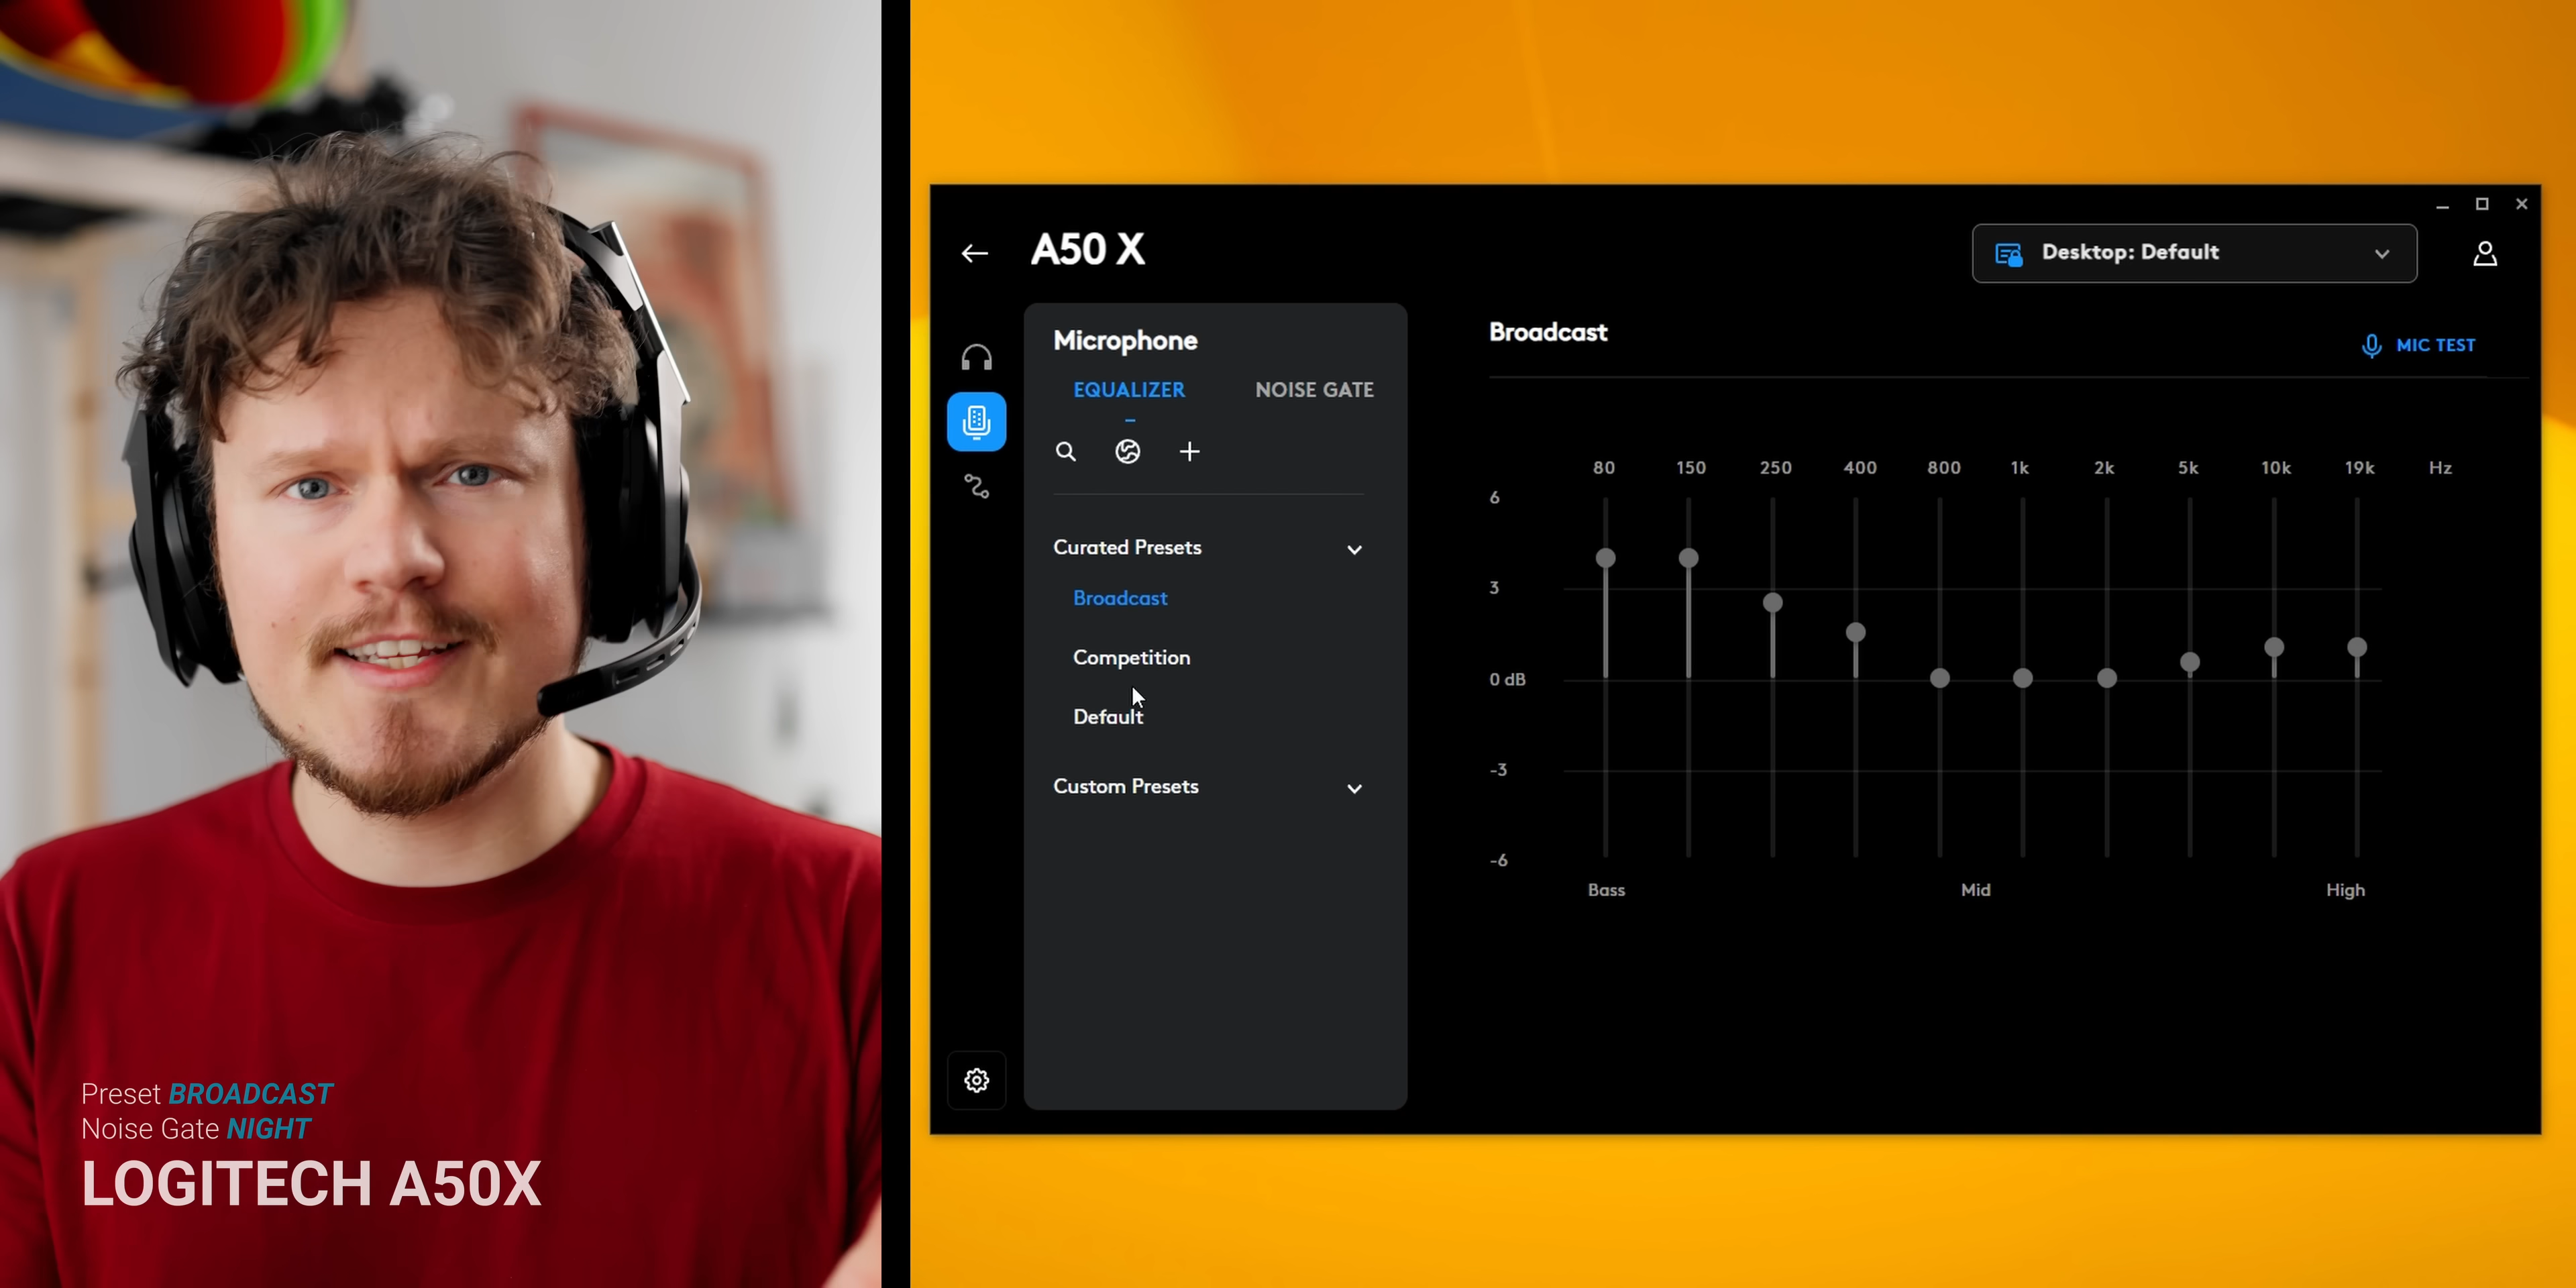 Preset BROADCAST
Noise Gate NIGHT
LOGITECH A50X
A50 X
Desktop: Default
Microphone
EQUALIZER NOISE GATE
Curated Presets
Broadcast
Competition
Default
Custom Presets
Broadcast
MIC TEST
80 150 250 400 800 1k 2k 5k 10k 19k Hz
6
3
0 dB
-3
-6
Bass Mid High